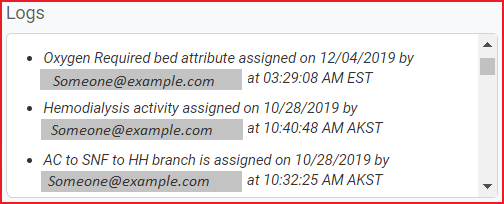 Logs
• Oxygen Required bed attribute assigned on 12/04/2019 by
Someone@example.com at 03:29:08 AM EST
• Hemodialysis activity assigned on 10/28/2019 by
Someone@example.com at 10:40:48 AM AKST
• AC to SNF to HH branch is assigned on 10/28/2019 by
Someone@example.com at 10:32:25 AM AKST